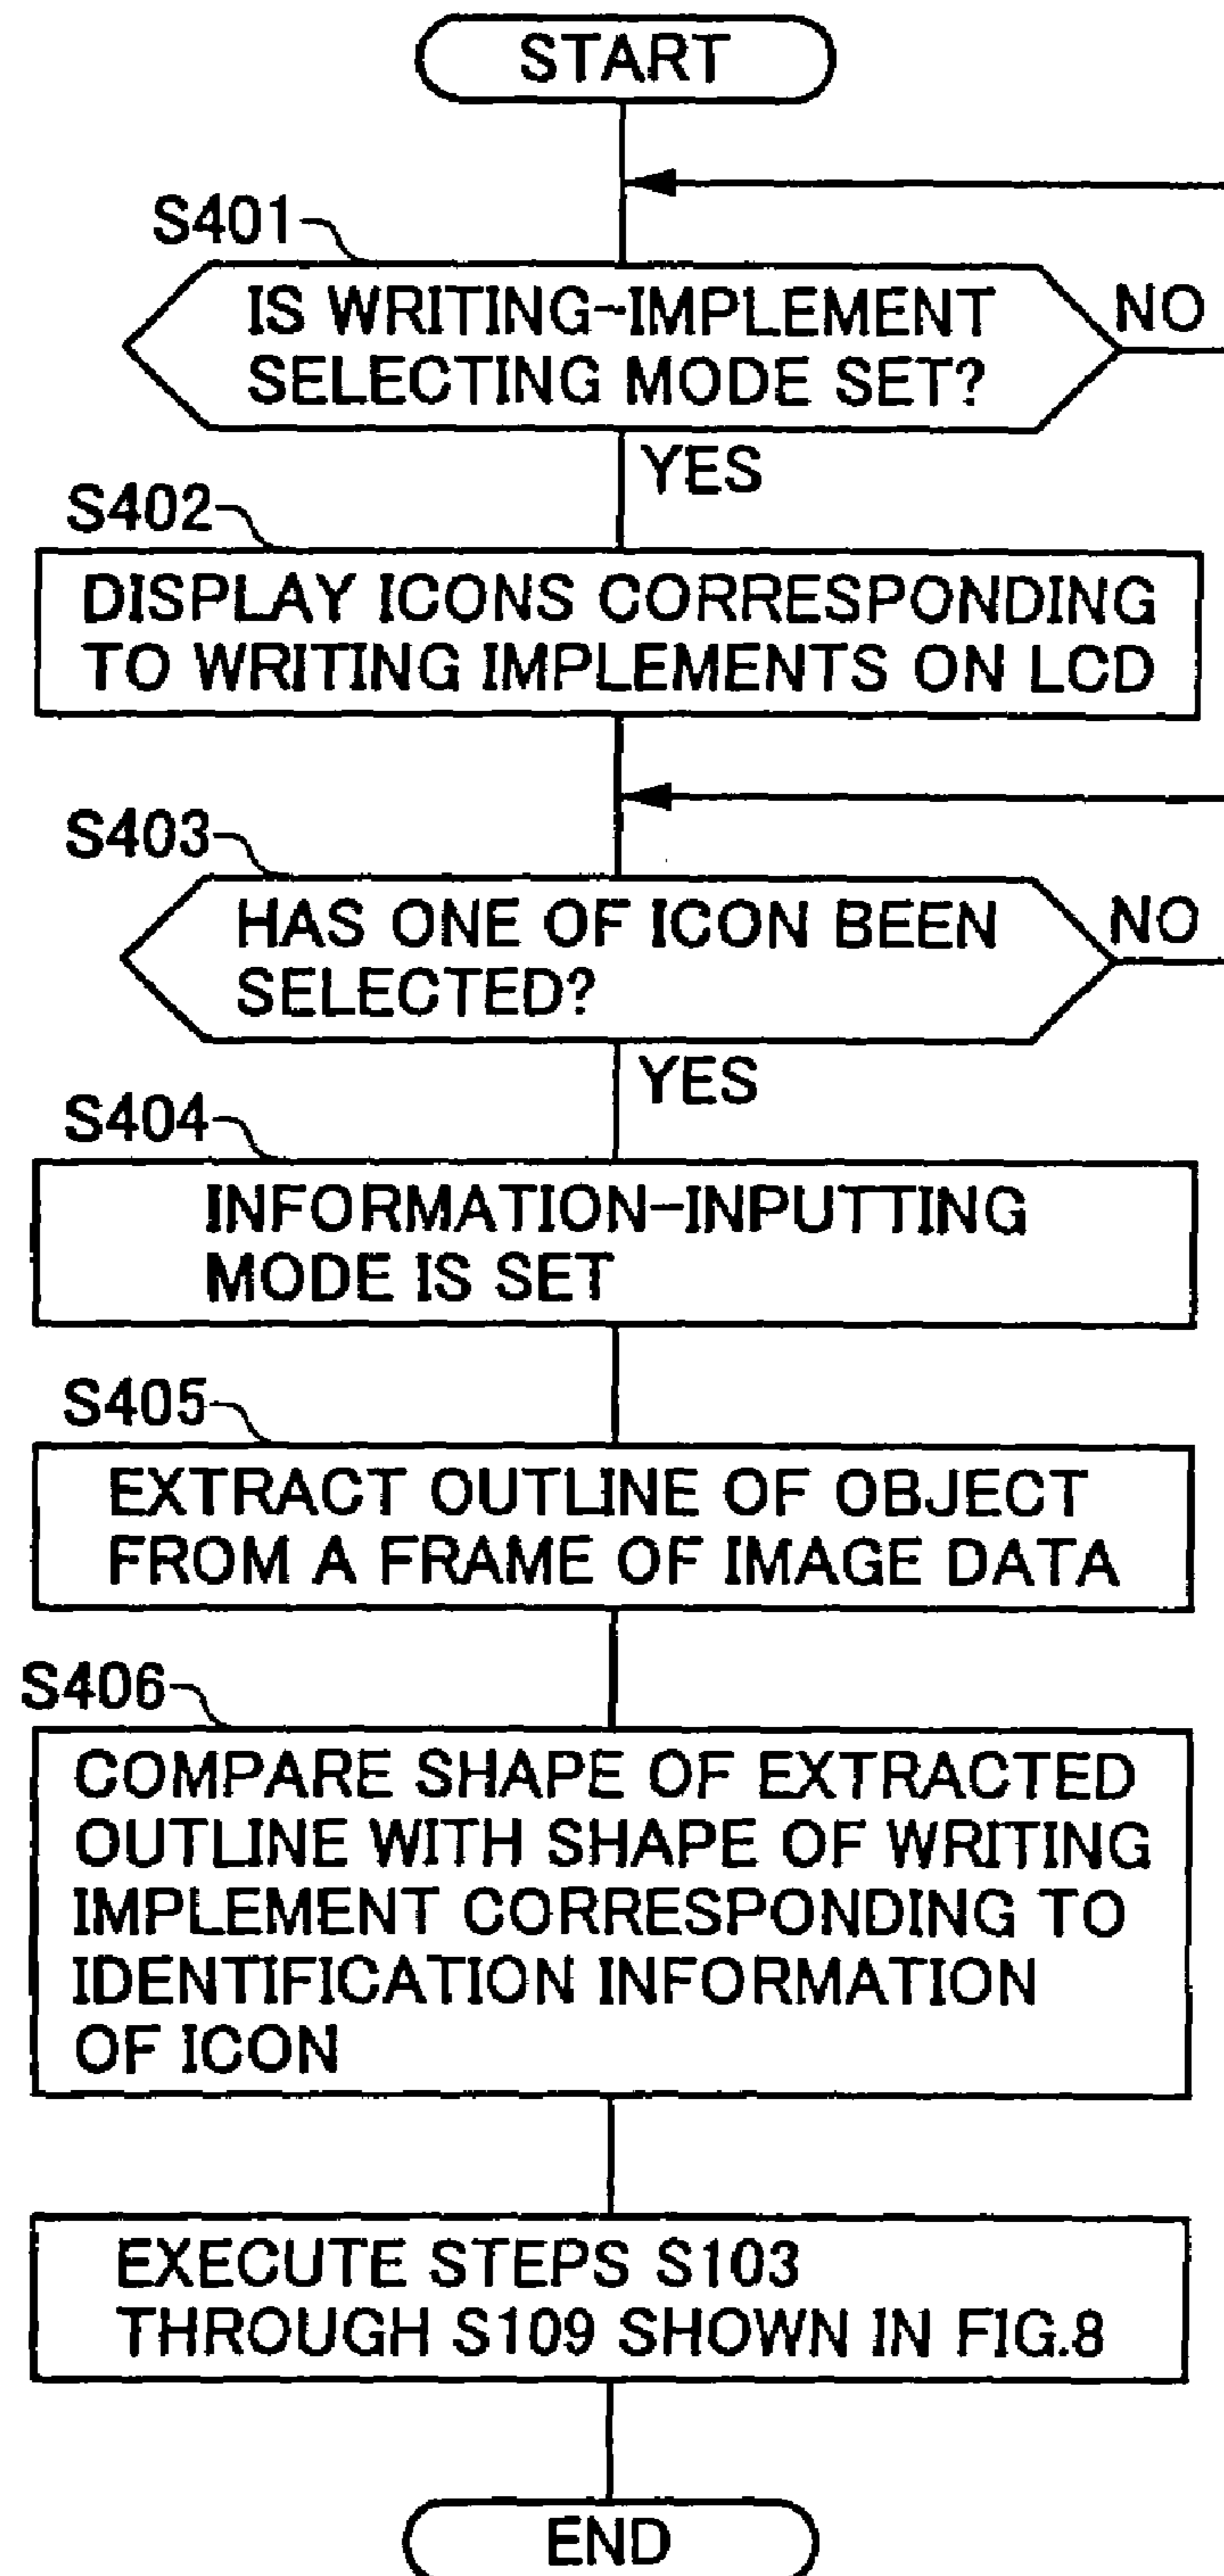 START
S401
IS WRITING-IMPLEMENT
SELECTING MODE SET?
NO
YES
S402
DISPLAY ICONS CORRESPONDING
TO WRITING IMPLEMENTS ON LCD
S403
HAS ONE OF ICON BEEN
SELECTED?
NO
YES
S404
INFORMATION-INPUTTING
MODE IS SET
S405
EXTRACT OUTLINE OF OBJECT
FROM A FRAME OF IMAGE DATA
S406
COMPARE SHAPE OF EXTRACTED
OUTLINE WITH SHAPE OF WRITING
IMPLEMENT CORRESPONDING TO
IDENTIFICATION INFORMATION
OF ICON
EXECUTE STEPS S103
THROUGH S109 SHOWN IN FIG.8
END